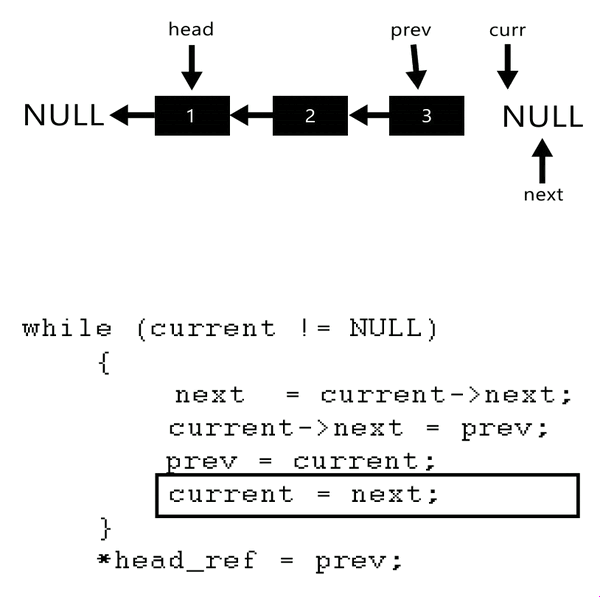 head prev curr
NULL 1 2 3 NULL
next
while (current != NULL)
{
next  = current->next;
current->next = prev;
prev = current;
current = next;
}
*head_ref = prev;